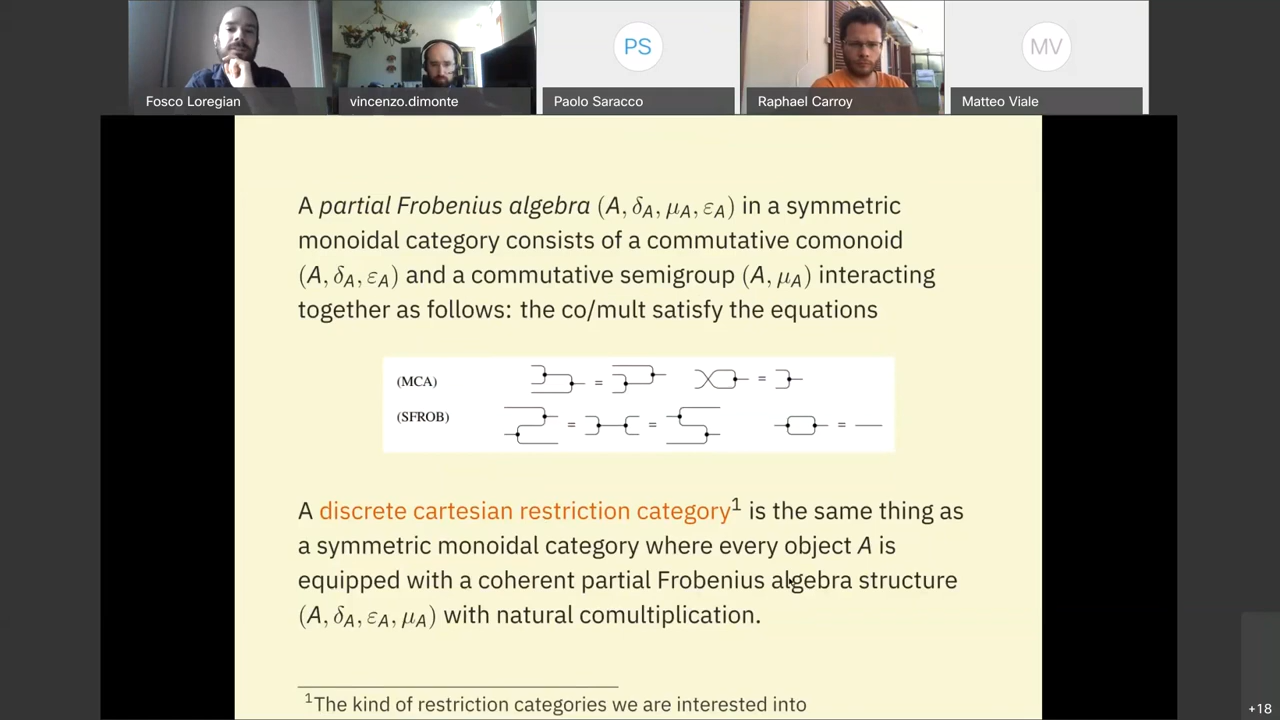 PS
MV
Fosco Loregian
vincenzo.dimonte
Paolo Saracco
Raphael Carroy
Matteo Viale
A partial Frobenius algebra (A, δ_A, μ_A, ε_A) in a symmetric
monoidal category consists of a commutative comonoid
(A, δ_A, ε_A) and a commutative semigroup (A, μ_A) interacting
together as follows: the co/mult satisfy the equations
(MCA) = =
(SFROB) = = =
A discrete cartesian restriction category¹ is the same thing as
a symmetric monoidal category where every object A is
equipped with a coherent partial Frobenius algebra structure
(A, δ_A, ε_A, μ_A) with natural comultiplication.
¹The kind of restriction categories we are interested into
+18